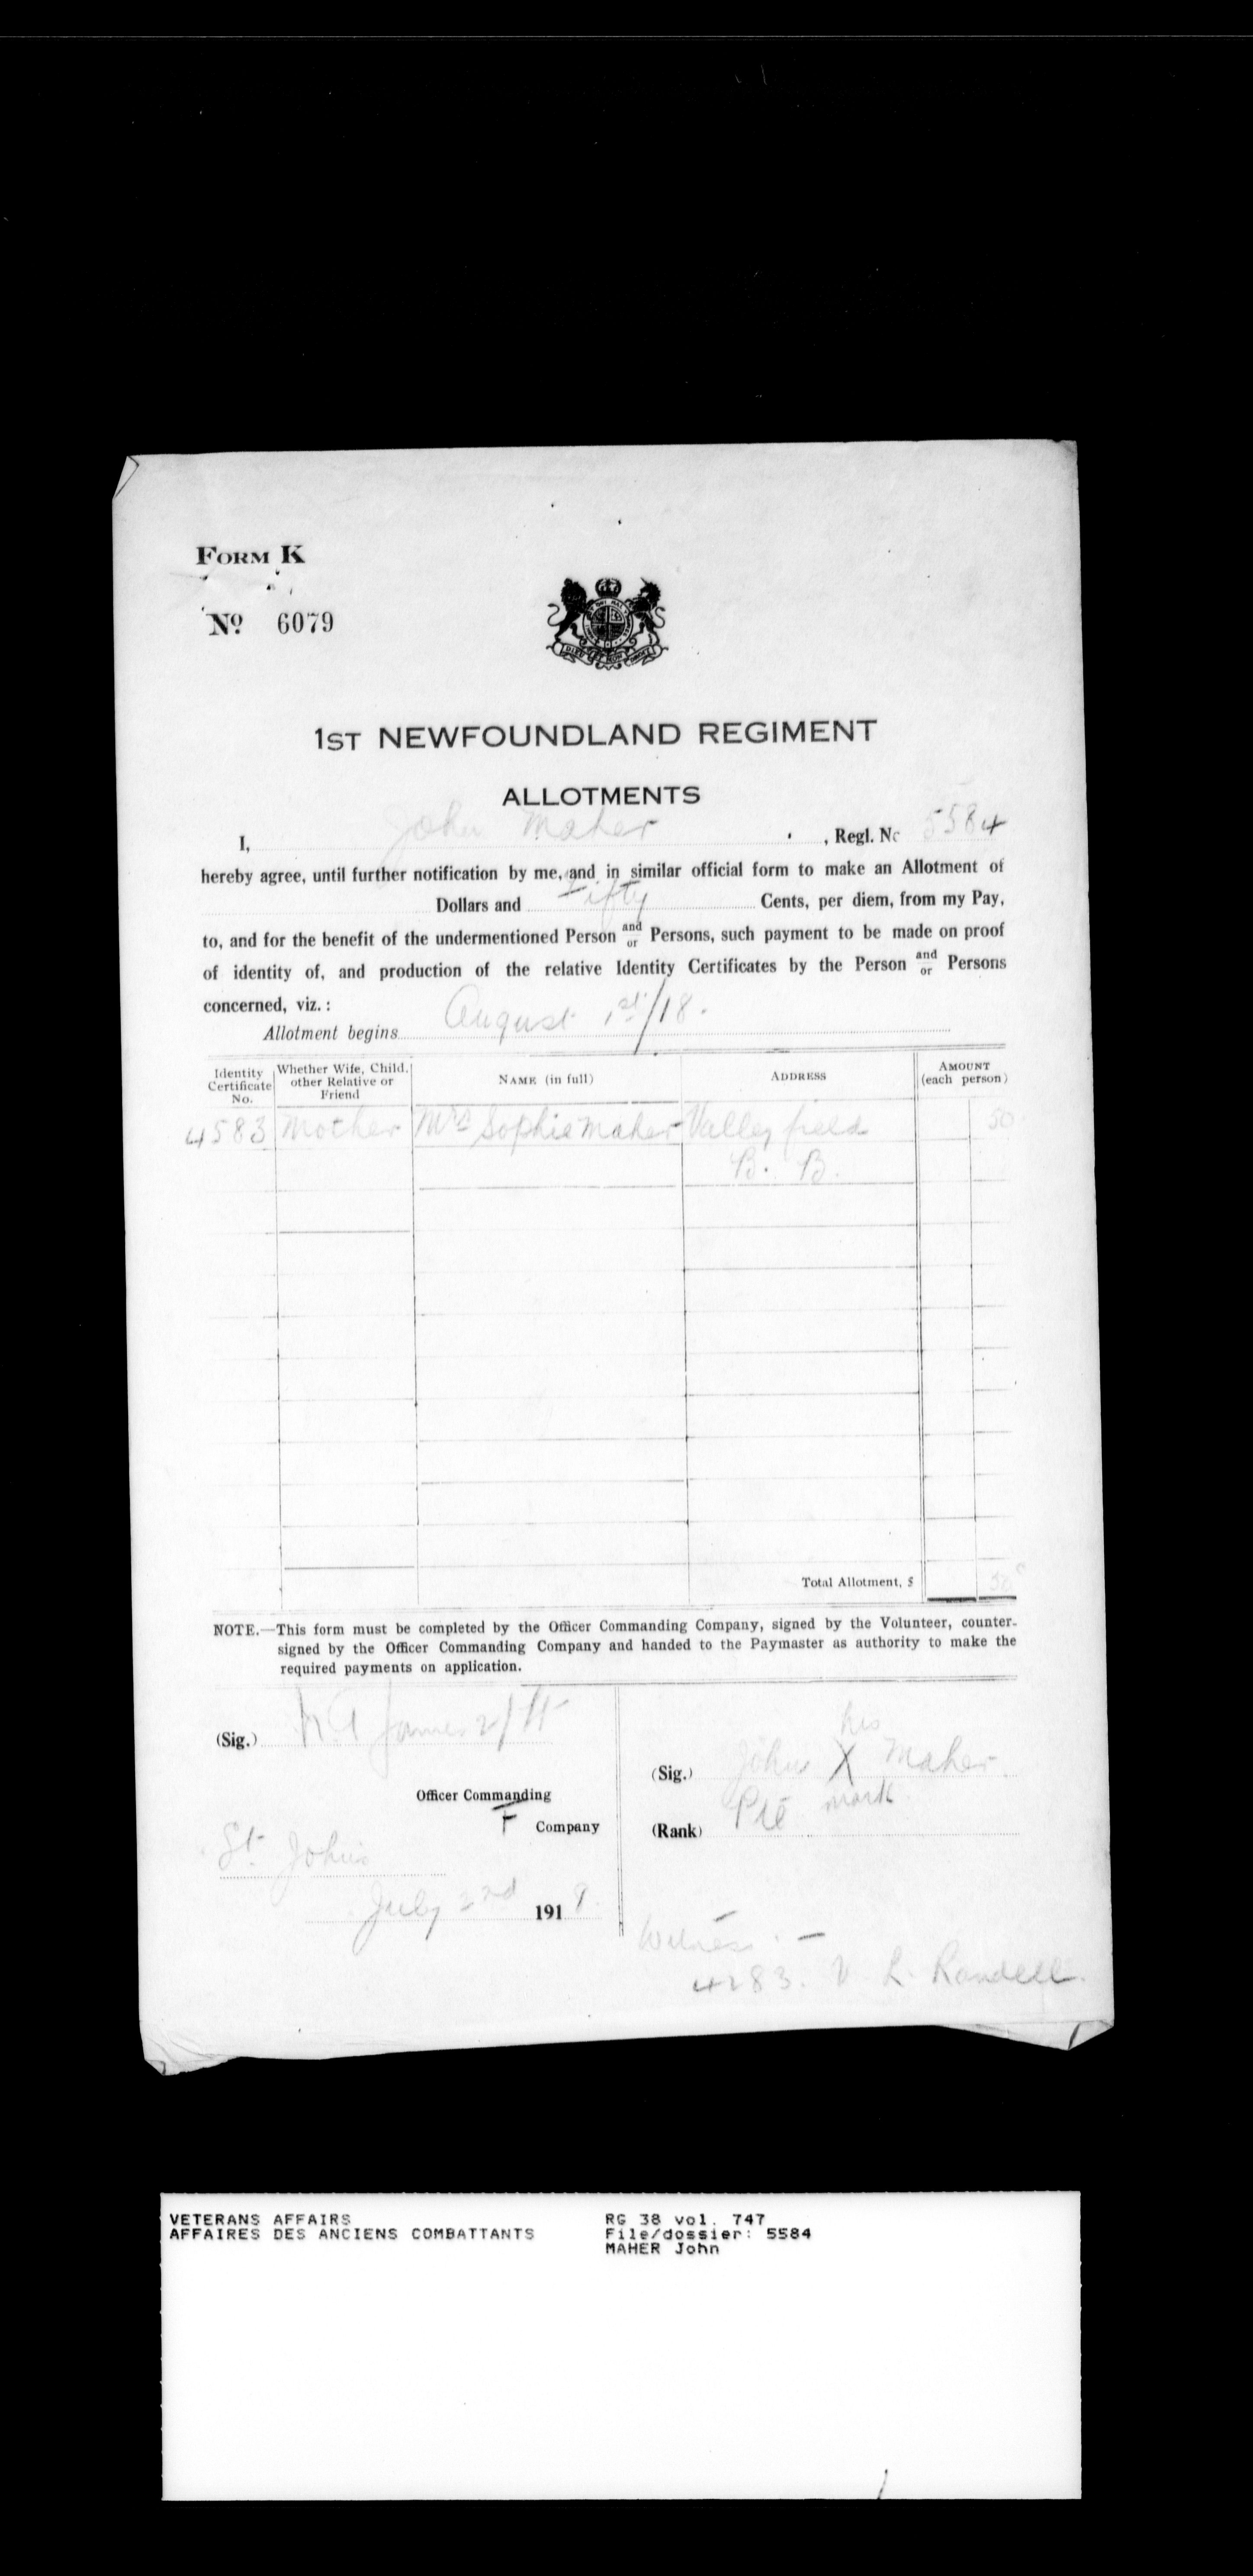 FORM K
No 6079
1ST NEWFOUNDLAND REGIMENT
ALLOTMENTS
I, John Maher, Regl. No 5584
hereby agree, until further notification by me, and in similar official form to make an Allotment of
Dollars and Fifty Cents, per diem, from my Pay,
to, and for the benefit of the undermentioned Person and/or Persons, such payment to be made on proof
of identity of, and production of the relative Identity Certificates by the Person and/or Persons
concerned, viz.:
Allotment begins August 1st/18.
Identity Certificate No. Whether Wife, Child, other Relative or Friend NAME (in full) ADDRESS AMOUNT (each person)
4583 Mother Mrs Sophie Maher Valleyfield 50
B. B.
Total Allotment, $ 50
NOTE.—This form must be completed by the Officer Commanding Company, signed by the Volunteer, counter-
signed by the Officer Commanding Company and handed to the Paymaster as authority to make the
required payments on application.
(Sig.) James 2/Lt
Officer Commanding
F Company
St. John's
July 22nd 1918.
his
(Sig.) John X Maher
mark
(Rank) Pte
Witness. —
4283. V R. Randell.
VETERANS AFFAIRS RG 38 vol. 747
AFFAIRES DES ANCIENS COMBATTANTS File/dossier: 5584
MAHER John